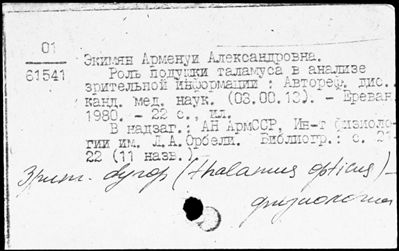 01
61541
Экимян Арменуи Александровна.
Роль подушки таламуса в анализе
зрительной информации : Автореф. дис.
канд. мед. наук. (03.00.13). - Ереван
1980. - 22 с., ил.
В надзаг.: АН АрмССР. Ин-т физиоло-
гии им. Л.А.Орбели. Библиогр.: с. 21-
22 (11 назв.).
Зрит. бугор (thalamus opticus) -
физиология